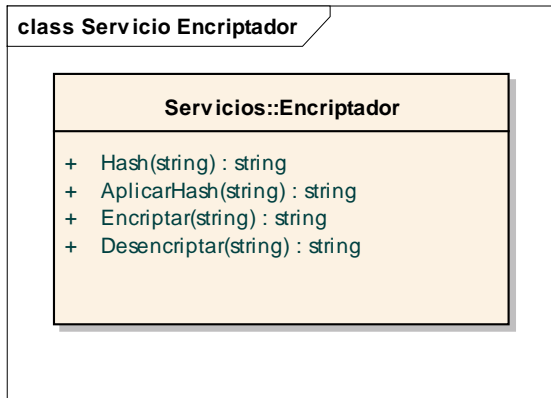 class Servicio Encriptador
Servicios::Encriptador
+ Hash(string) : string
+ AplicarHash(string) : string
+ Encriptar(string) : string
+ Desencriptar(string) : string